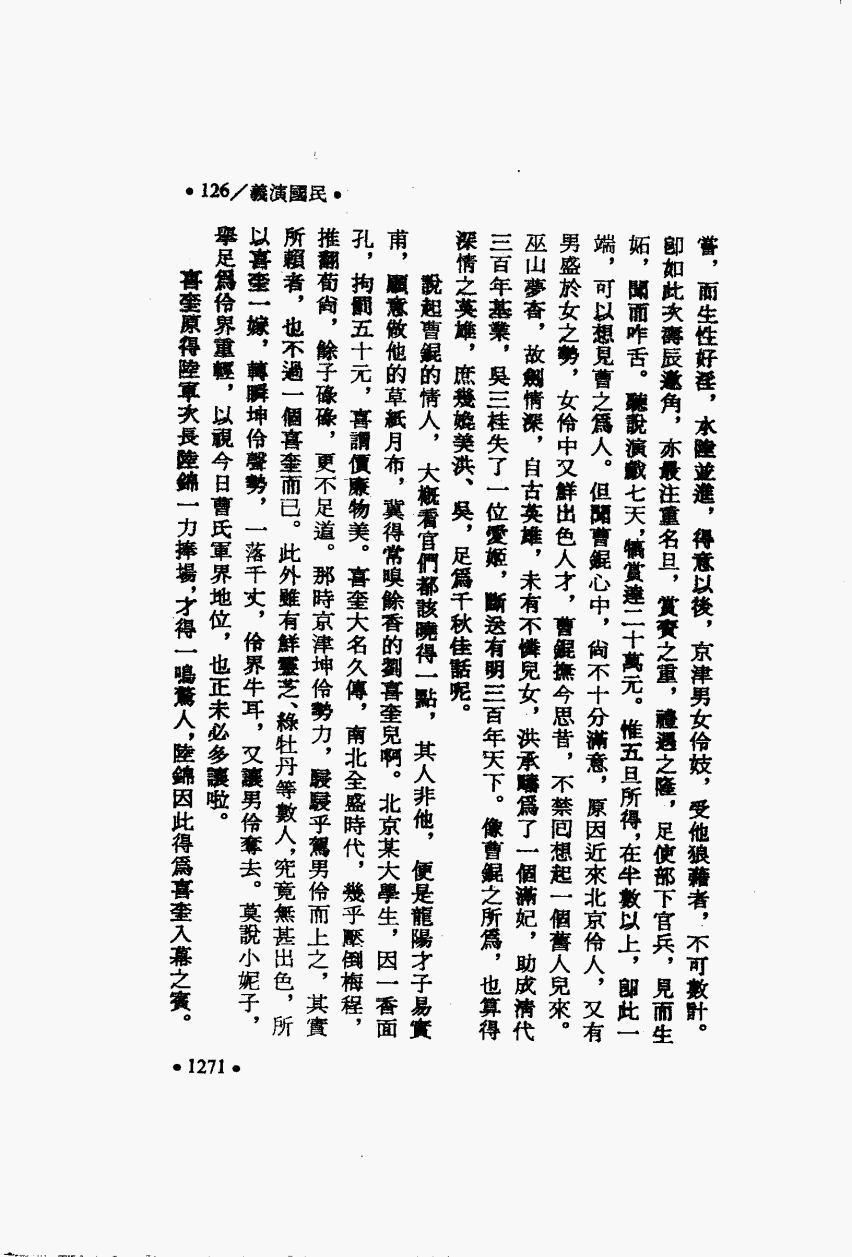 •126／義演國民•
當，而生性好淫，水陸並進，得意以後，京津男女伶妓，受他狼藉者，不可數計。
卽如此次壽辰邀角，亦最注重名旦，賞賚之重，禮遇之隆，足使部下官兵，見而生
妬，聞而咋舌。聽說演戲七天，犒賞達二十萬元。惟五旦所得，在半數以上，卽此一
端，可以想見曹之爲人。但聞曹錕心中，尙不十分滿意，原因近來北京伶人，又有
男盛於女之勢，女伶中又鮮出色人才，曹錕撫今思昔，不禁囘想起一個舊人兒來。
巫山夢杳，故劍情深，自古英雄，未有不憐兒女，洪承疇爲了一個滿妃，助成清代
三百年基業，吳三桂失了一位愛姬，斷送有明三百年天下。像曹錕之所爲，也算得
深情之英雄，庶幾媲美洪、吳，足爲千秋佳話呢。
說起曹錕的情人，大概看官們都該曉得一點，其人非他，便是龍陽才子易實
甫，願意做他的草紙月布，冀得常嗅餘香的劉喜奎兒啊。北京某大學生，因一香面
孔，拘罰五十元，喜謂價廉物美。喜奎大名久傳，南北全盛時代，幾乎壓倒梅程，
推翻荀尙，餘子碌碌，更不足道。那時京津坤伶勢力，駸駸乎駕男伶而上之，其實
所賴者，也不過一個喜奎而已。此外雖有鮮靈芝、綠牡丹等數人，究竟無甚出色，所
以喜奎一嫁，轉瞬坤伶聲勢，一落千丈，伶界牛耳，又讓男伶奪去。莫說小妮子，
舉足爲伶界重輕，以視今日曹氏軍界地位，也正未必多讓啦。
喜奎原得陸軍次長陸錦一力捧場，才得一鳴驚人，陸錦因此得爲喜奎入幕之賓。
•1271•